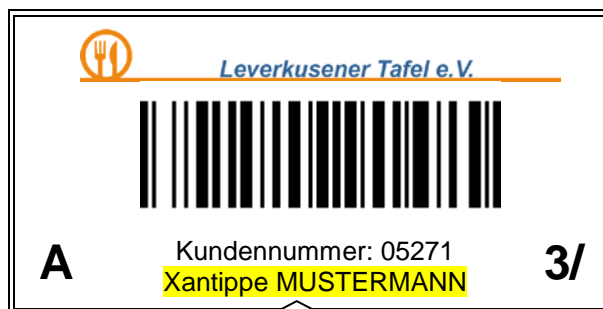 Leverkusener Tafel e.V.
A
Kundennummer: 05271
3/
Xantippe MUSTERMANN